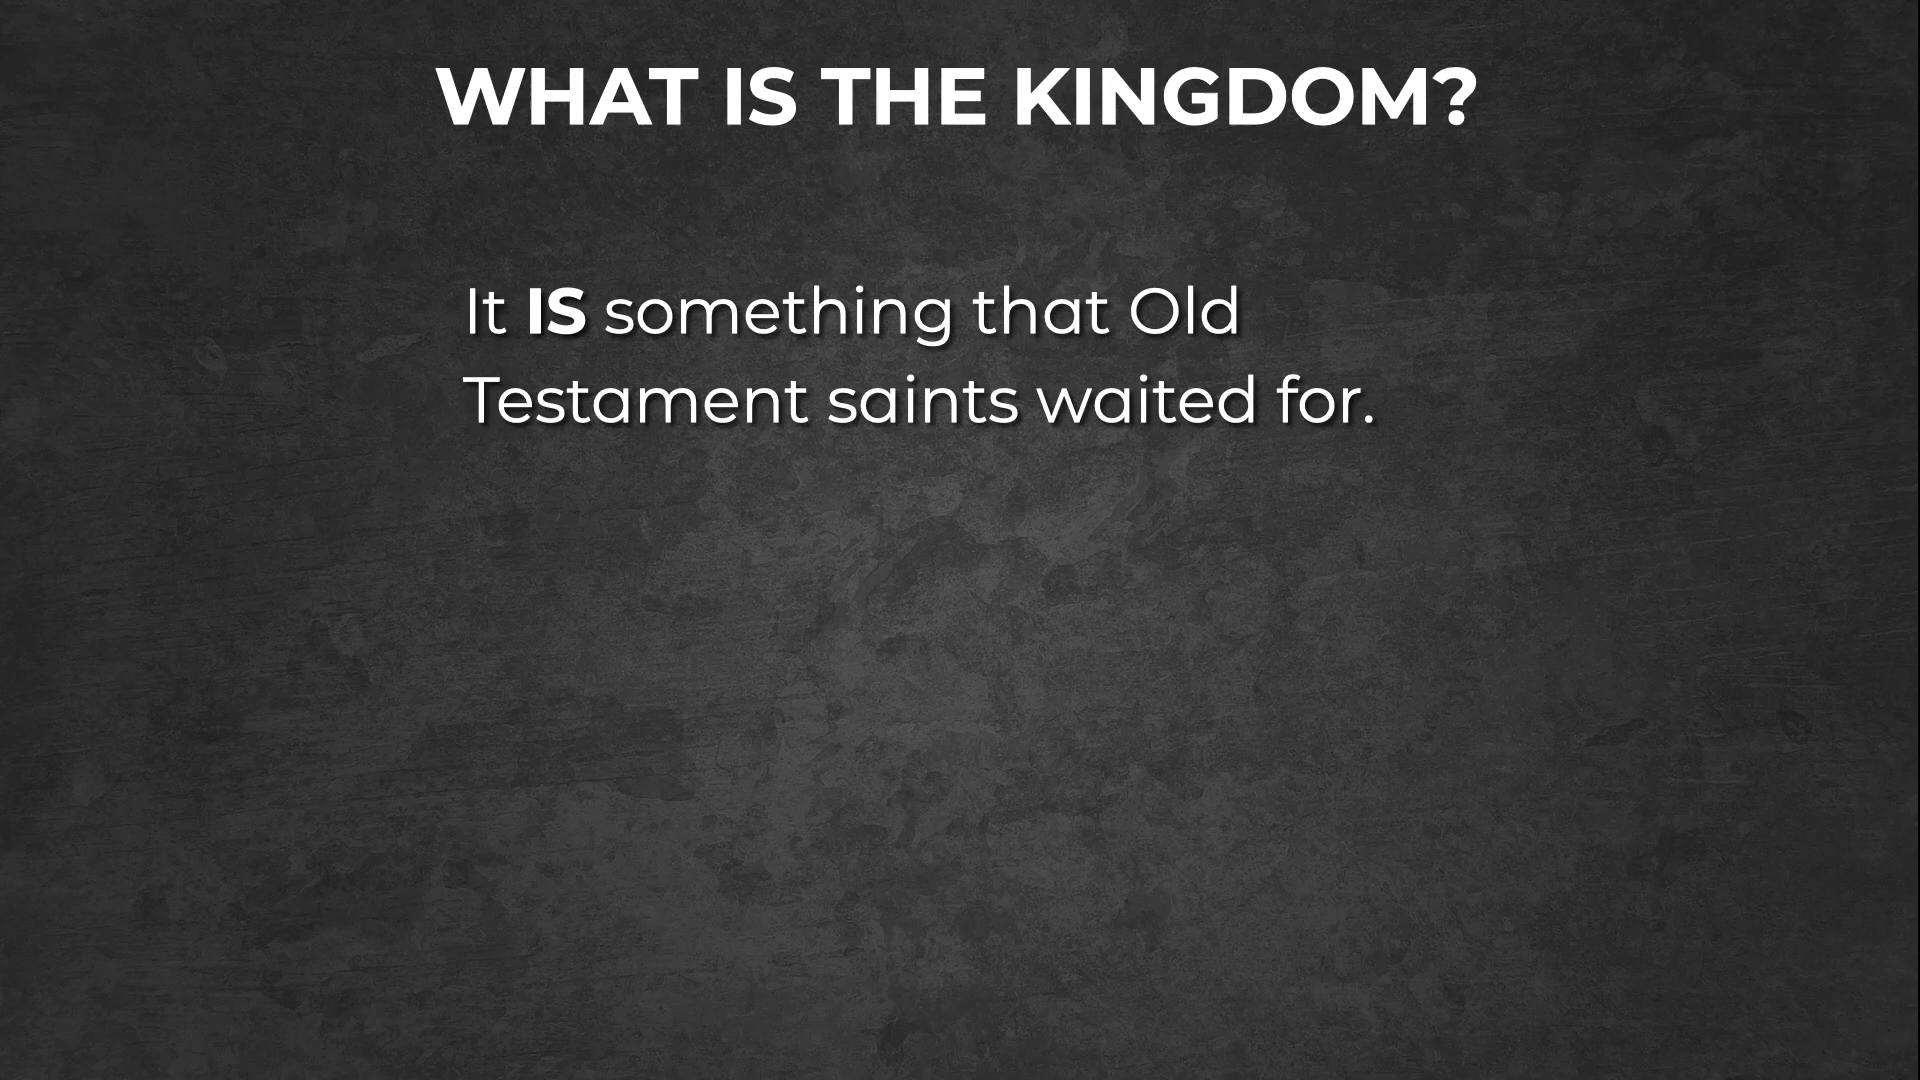 WHAT IS THE KINGDOM?
It IS something that Old
Testament saints waited for.